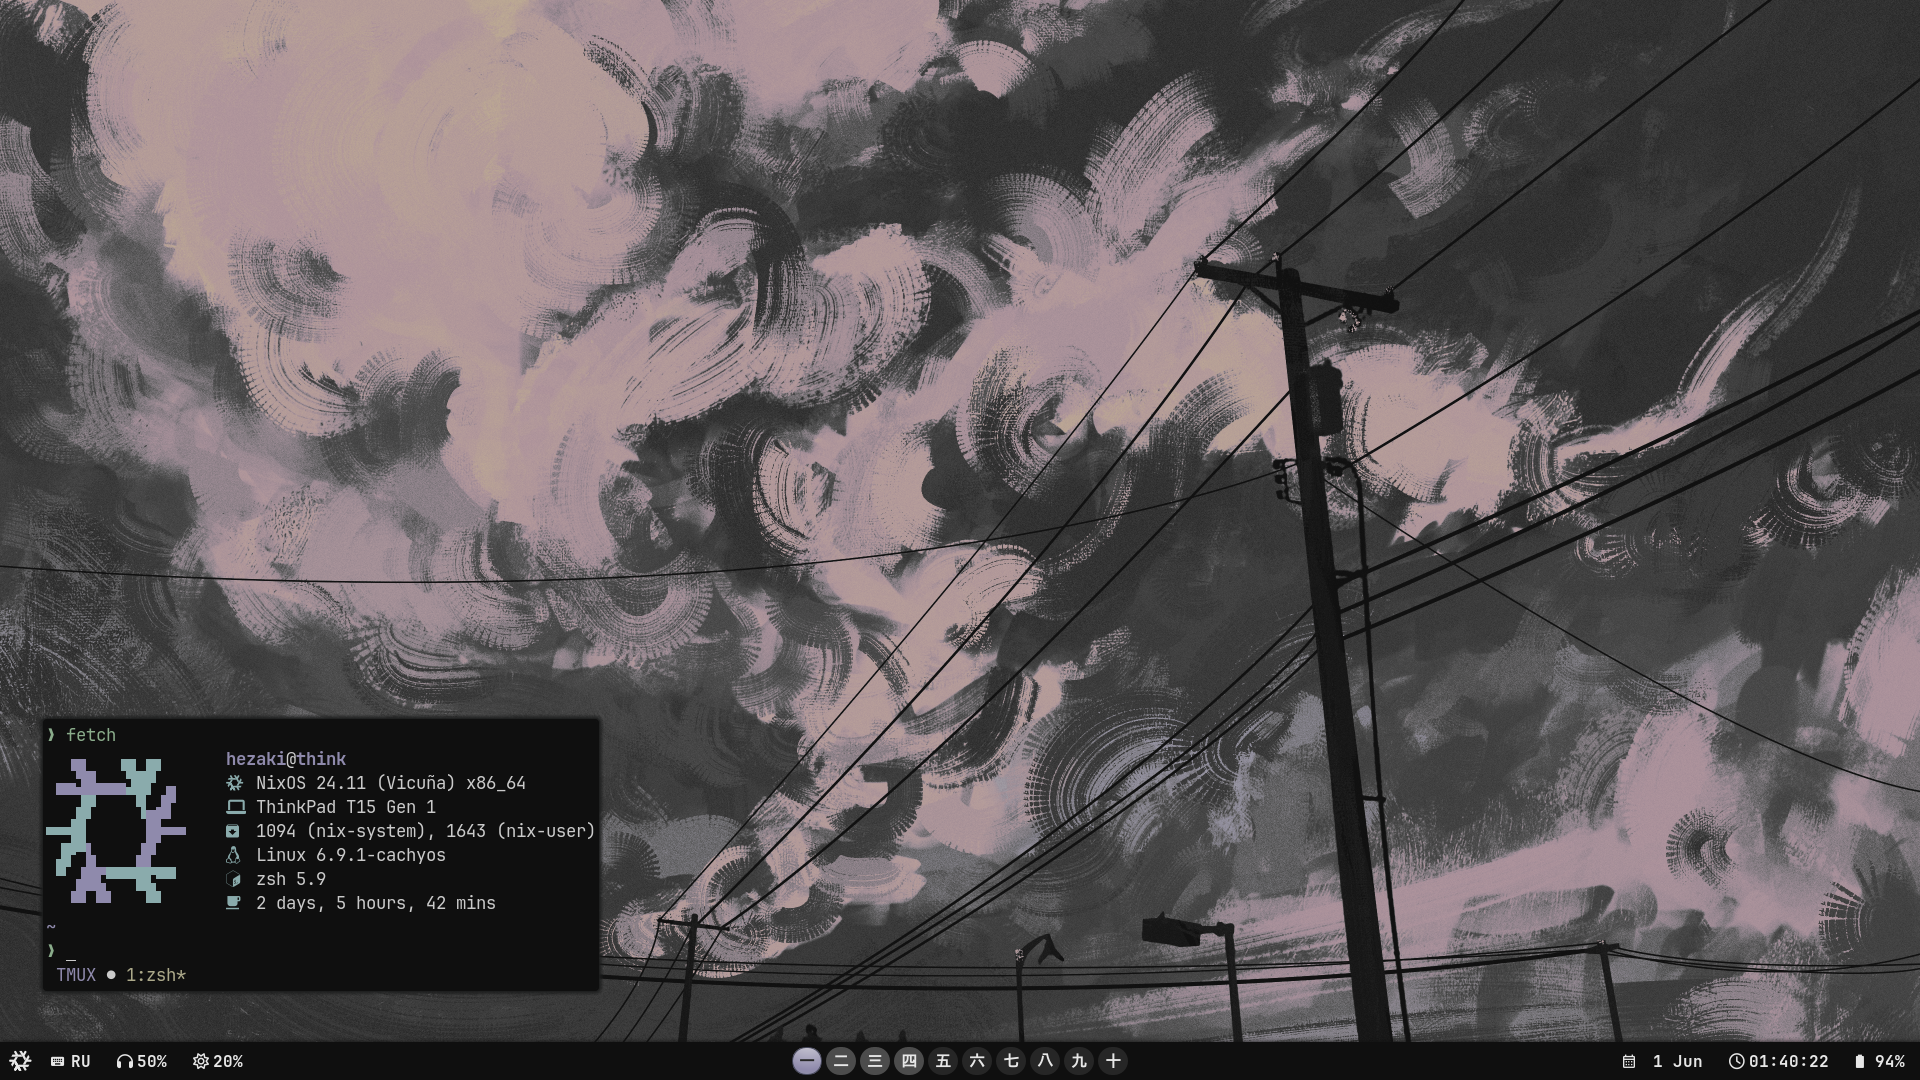 ❯ fetch
hezaki@think
NixOS 24.11 (Vicuña) x86_64
ThinkPad T15 Gen 1
1094 (nix-system), 1643 (nix-user)
Linux 6.9.1-cachyos
zsh 5.9
2 days, 5 hours, 42 mins
~
❯ _
TMUX ● 1:zsh*
RU 50% 20% 一 二 三 四 五 六 七 八 九 十 1 Jun 01:40:22 94%